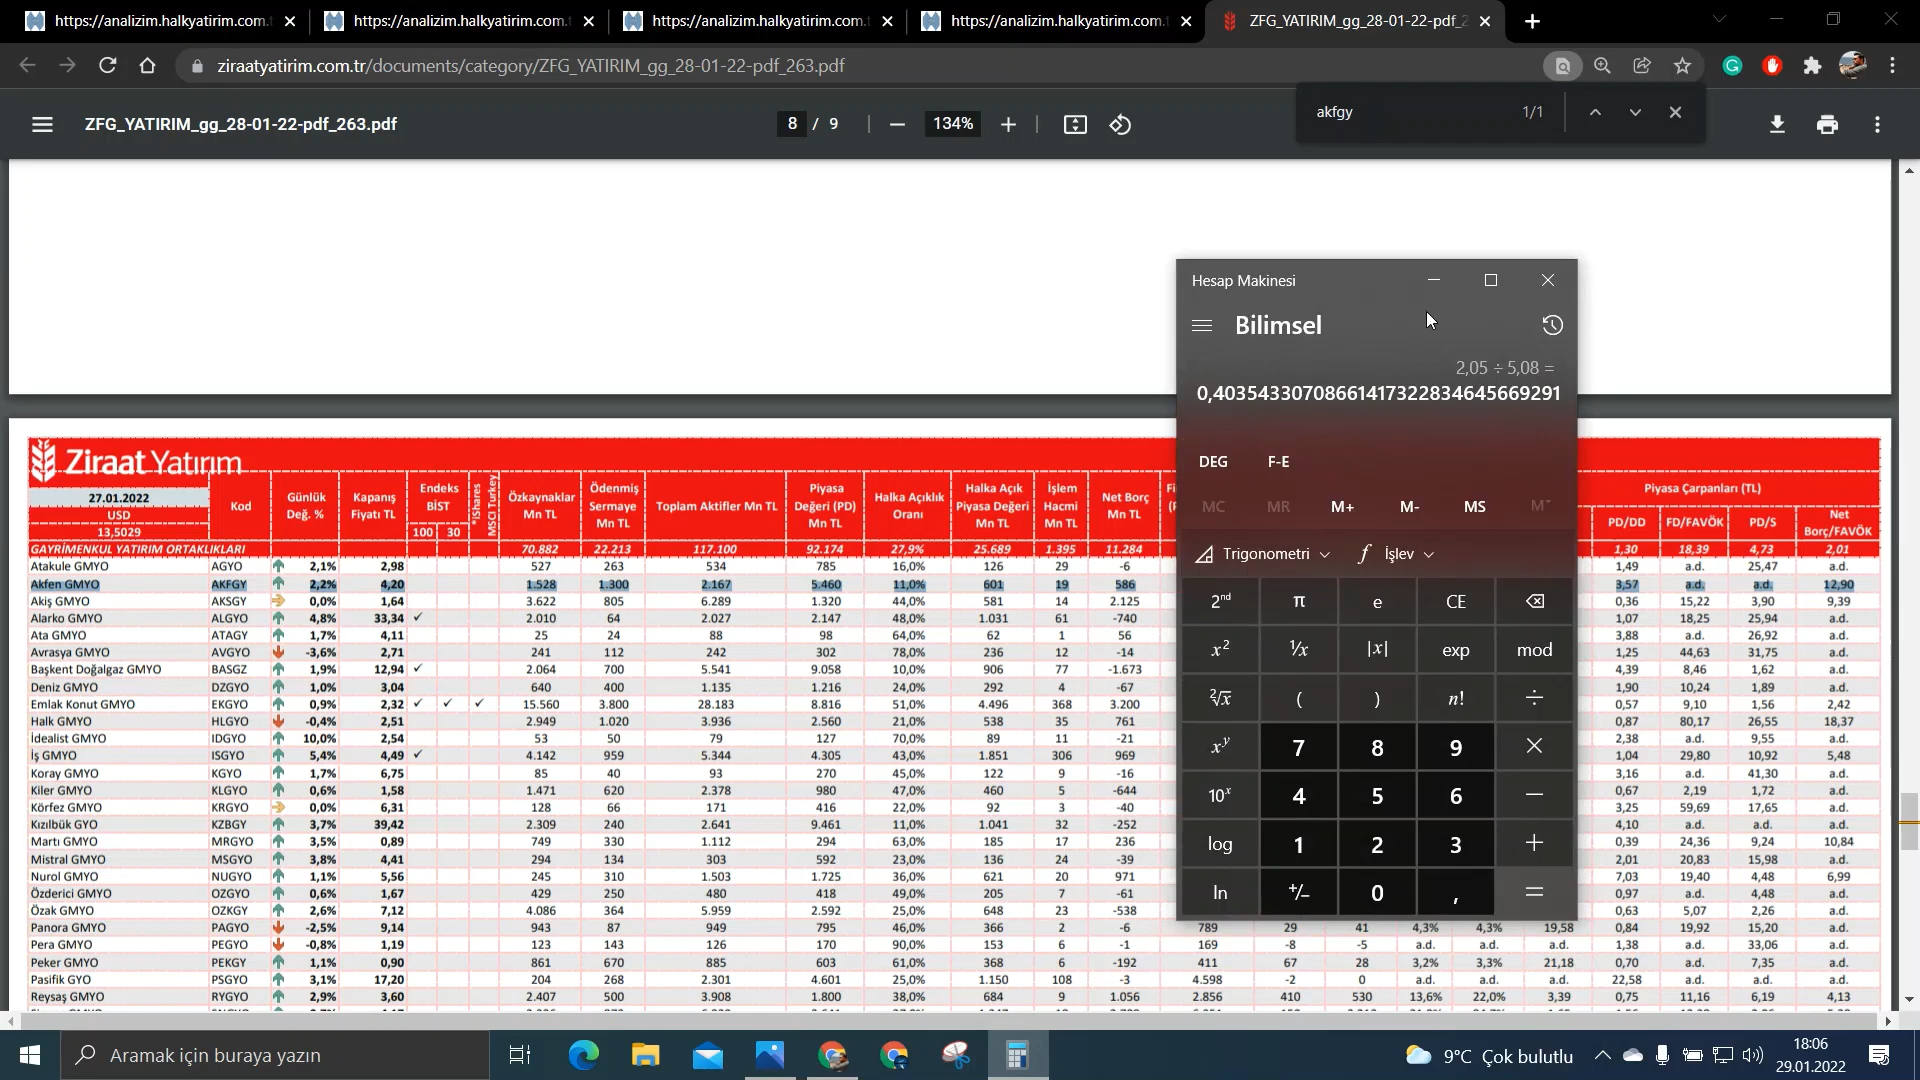 https://analizim.halkyatirim.com.t https://analizim.halkyatirim.com.t https://analizim.halkyatirim.com.t https://analizim.halkyatirim.com.t ZFG_YATIRIM_gg_28-01-22-pdf_2
ziraatyatirim.com.tr/documents/category/ZFG_YATIRIM_gg_28-01-22-pdf_263.pdf
akfgy 1/1
ZFG_YATIRIM_gg_28-01-22-pdf_263.pdf 8 / 9 134%
Hesap Makinesi
Bilimsel
2,05 ÷ 5,08 =
0,40354330708661417322834645669291
DEG F-E
MC MR M+ M- MS M˅
Trigonometri f İşlev
2nd π e CE
x² ¹/x |x| exp mod
²√x ( ) n! ÷
xʸ 7 8 9 ×
10ˣ 4 5 6 −
log 1 2 3 +
ln +/− 0 , =
Ziraat Yatırım
27.01.2022
USD
13,5029
Kod Günlük Değ. % Kapanış Fiyatı TL Endeks BİST 100 30 *iShares MSCI Turkey Özkaynaklar Mn TL Ödenmiş Sermaye Mn TL Toplam Aktifler Mn TL Piyasa Değeri (PD) Mn TL Halka Açıklık Oranı Halka Açık Piyasa Değeri Mn TL İşlem Hacmi Mn TL Net Borç Mn TL
Piyasa Çarpanları (TL)
PD/DD FD/FAVÖK PD/S Net Borç/FAVÖK
GAYRİMENKUL YATIRIM ORTAKLIKLARI 70.882 22.213 117.100 92.174 27,9% 25.689 1.395 11.284 1,30 18,39 4,73 2,01
Atakule GMYO AGYO 2,1% 2,98 527 263 534 785 16,0% 126 29 -6 1,49 a.d. 25,47 a.d.
Akfen GMYO AKFGY 2,2% 4,20 1.528 1.300 2.167 5.460 11,0% 601 19 586 3,57 a.d. a.d. 12,90
Akiş GMYO AKSGY 0,0% 1,64 3.622 805 6.289 1.320 44,0% 581 14 2.125 0,36 15,22 3,90 9,39
Alarko GMYO ALGYO 4,8% 33,34 ✓ 2.010 64 2.027 2.147 48,0% 1.031 61 -740 1,07 18,25 25,94 a.d.
Ata GMYO ATAGY 1,7% 4,11 25 24 88 98 64,0% 62 1 56 3,88 a.d. 26,92 a.d.
Avrasya GMYO AVGYO -3,6% 2,71 241 112 242 302 78,0% 236 12 -14 1,25 44,63 31,75 a.d.
Başkent Doğalgaz GMYO BASGZ 1,9% 12,94 ✓ 2.064 700 5.541 9.058 10,0% 906 77 -1.673 4,39 8,46 1,62 a.d.
Deniz GMYO DZGYO 1,0% 3,04 640 400 1.135 1.216 24,0% 292 4 -67 1,90 10,24 1,89 a.d.
Emlak Konut GMYO EKGYO 0,9% 2,32 ✓ ✓ ✓ 15.560 3.800 28.183 8.816 51,0% 4.496 368 3.200 0,57 9,10 1,56 2,42
Halk GMYO HLGYO -0,4% 2,51 2.949 1.020 3.936 2.560 21,0% 538 35 761 0,87 80,17 26,55 18,37
İdealist GMYO IDGYO 10,0% 2,54 53 50 79 127 70,0% 89 11 -21 2,38 a.d. 9,55 a.d.
İş GMYO ISGYO 5,4% 4,49 ✓ 4.142 959 5.344 4.305 43,0% 1.851 306 969 1,04 29,80 10,92 5,48
Koray GMYO KGYO 1,7% 6,75 85 40 93 270 45,0% 122 9 -16 3,16 a.d. 41,30 a.d.
Kiler GMYO KLGYO 0,6% 1,58 1.471 620 2.378 980 47,0% 460 5 -644 0,67 2,19 1,72 a.d.
Körfez GMYO KRGYO 0,0% 6,31 128 66 171 416 22,0% 92 3 -40 3,25 59,69 17,65 a.d.
Kızılbük GYO KZBGY 3,7% 39,42 2.309 240 2.641 9.461 11,0% 1.041 32 -252 4,10 a.d. a.d. a.d.
Martı GMYO MRGYO 3,5% 0,89 749 330 1.112 294 63,0% 185 17 236 0,39 24,36 9,24 10,84
Mistral GMYO MSGYO 3,8% 4,41 294 134 303 592 23,0% 136 24 -39 2,01 20,83 15,98 a.d.
Nurol GMYO NUGYO 1,1% 5,56 245 310 1.503 1.725 36,0% 621 20 971 7,03 19,40 4,48 6,99
Özderici GMYO OZGYO 0,6% 1,67 429 250 480 418 49,0% 205 7 -61 0,97 a.d. 4,48 a.d.
Özak GMYO OZKGY 2,6% 7,12 4.086 364 5.959 2.592 25,0% 648 23 -538 0,63 5,07 2,26 a.d.
Panora GMYO PAGYO -2,5% 9,14 943 87 949 795 46,0% 366 2 -6 789 29 41 4,3% 4,3% 19,58 0,84 19,92 15,20 a.d.
Pera GMYO PEGYO -0,8% 1,19 123 143 126 170 90,0% 153 6 -1 169 -8 -5 a.d. a.d. a.d. 1,38 a.d. 33,06 a.d.
Peker GMYO PEKGY 1,1% 0,90 861 670 885 603 61,0% 368 6 -192 411 67 28 3,2% 3,3% 21,18 0,70 a.d. 7,35 a.d.
Pasifik GYO PSGYO 3,1% 17,20 204 268 2.301 4.601 25,0% 1.150 108 -3 4.598 -2 0 a.d. a.d. a.d. 22,58 a.d. a.d. a.d.
Reysaş GMYO RYGYO 2,9% 3,60 2.407 500 3.908 1.800 38,0% 684 9 1.056 2.856 410 530 13,6% 22,0% 3,39 0,75 11,16 6,19 4,13
Aramak için buraya yazın 9°C Çok bulutlu 18:06
29.01.2022